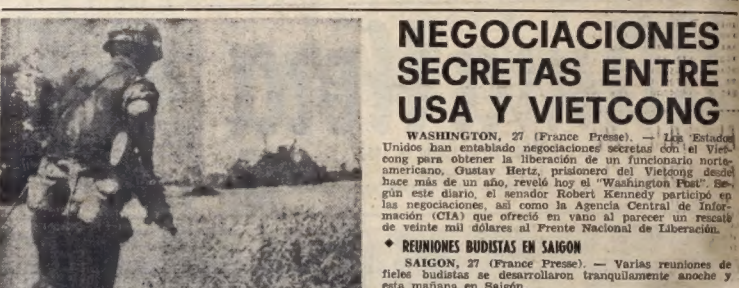 NEGOCIACIONES
SECRETAS ENTRE
USA Y VIETCONG
WASHINGTON, 27 (France Presse). — Los Estados
Unidos han entablado negociaciones secretas con el Viet-
cong para obtener la liberación de un funcionario norte-
americano, Gustav Hertz, prisionero del Vietcong desde
hace más de un año, reveló hoy el "Washington Post". Se-
gún este diario, el senador Robert Kennedy participó en
las negociaciones, así como la Agencia Central de Infor-
mación (CIA) que ofreció en vano al parecer un rescate
de veinte mil dólares al Frente Nacional de Liberación.
♦ REUNIONES BUDISTAS EN SAIGON
SAIGON, 27 (France Presse). — Varias reuniones de
fieles budistas se desarrollaron tranquilamente anoche y
esta mañana en Saigón